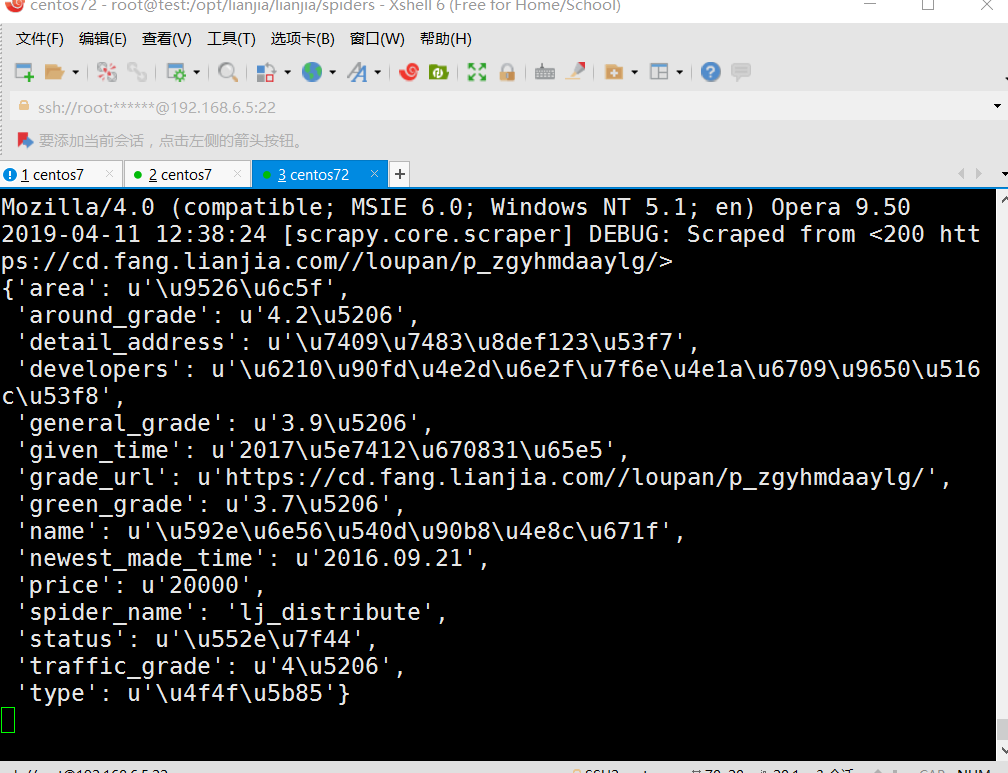 centos72 - root@test:/opt/lianjia/lianjia/spiders - Xshell 6 (Free for Home/School)
文件(F) 编辑(E) 查看(V) 工具(T) 选项卡(B) 窗口(W) 帮助(H)
ssh://root:******@192.168.6.5:22
要添加当前会话，点击左侧的箭头按钮。
1 centos7 2 centos7 3 centos72
Mozilla/4.0 (compatible; MSIE 6.0; Windows NT 5.1; en) Opera 9.50
2019-04-11 12:38:24 [scrapy.core.scraper] DEBUG: Scraped from <200 htt
ps://cd.fang.lianjia.com//loupan/p_zgyhmdaaylg/>
{'area': u'\u9526\u6c5f',
'around_grade': u'4.2\u5206',
'detail_address': u'\u7409\u7483\u8def123\u53f7',
'developers': u'\u6210\u90fd\u4e2d\u6e2f\u7f6e\u4e1a\u6709\u9650\u516
c\u53f8',
'general_grade': u'3.9\u5206',
'given_time': u'2017\u5e7412\u670831\u65e5',
'grade_url': u'https://cd.fang.lianjia.com//loupan/p_zgyhmdaaylg/',
'green_grade': u'3.7\u5206',
'name': u'\u592e\u6e56\u540d\u90b8\u4e8c\u671f',
'newest_made_time': u'2016.09.21',
'price': u'20000',
'spider_name': 'lj_distribute',
'status': u'\u552e\u7f44',
'traffic_grade': u'4\u5206',
'type': u'\u4f4f\u5b85'}